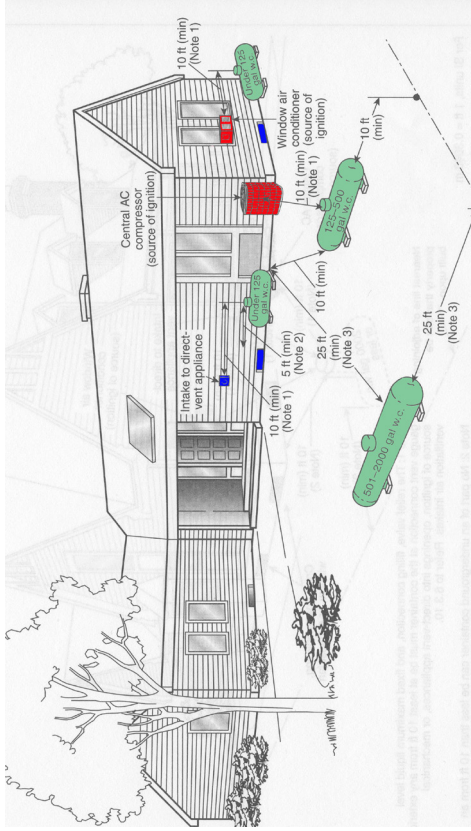 10 ft (min)
(Note 1)
Under 125
gal w.c.
Window air
conditioner
(source of
ignition)
Central AC
compressor
(source of ignition)
10 ft (min)
(Note 1)
125–500
gal w.c.
10 ft
(min)
Under 125
gal w.c.
10 ft (min)
Intake to direct-
vent appliance
5 ft (min)
(Note 2)
10 ft (min)
(Note 1)
25 ft
(min)
(Note 3)
25 ft
(min)
(Note 3)
501–2000 gal w.c.